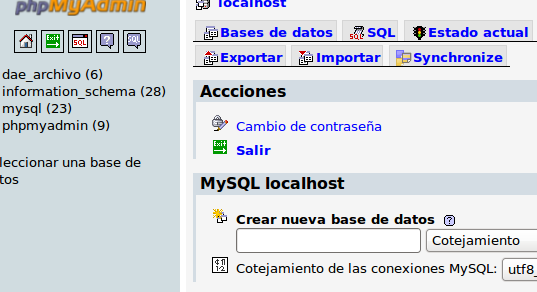 phpMyAdmin
localhost
Bases de datos
SQL
Estado actual
Exportar
Importar
Synchronize
dae_archivo (6)
information_schema (28)
mysql (23)
phpmyadmin (9)
leccionar una base de
tos
Accciones
Cambio de contraseña
Salir
MySQL localhost
Crear nueva base de datos
Cotejamiento
Cotejamiento de las conexiones MySQL:
utf8_